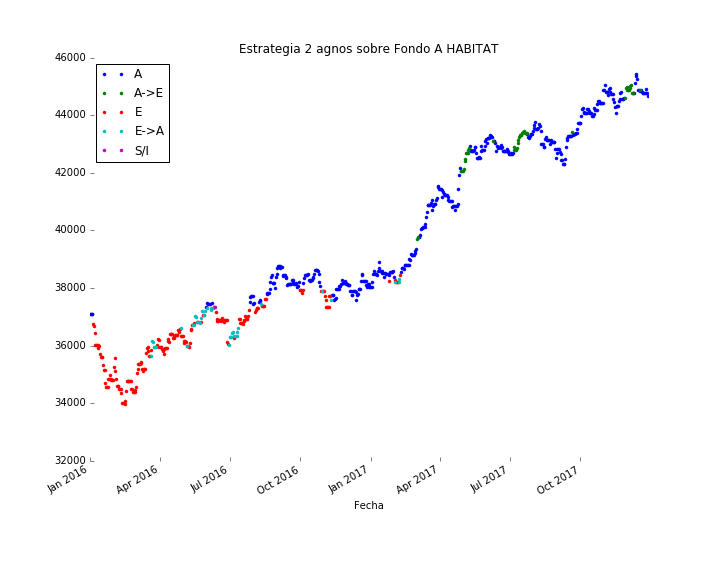 Estrategia 2 agnos sobre Fondo A HABITAT
46000
44000
42000
40000
38000
36000
34000
32000
A
A->E
E
E->A
S/I
Jan 2016
Apr 2016
Jul 2016
Oct 2016
Jan 2017
Apr 2017
Jul 2017
Oct 2017
Fecha